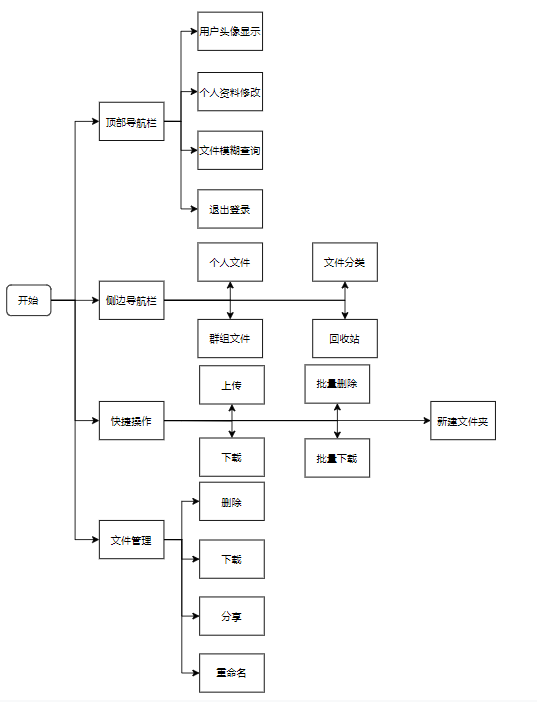 用户头像显示
个人资料修改
顶部导航栏
文件模糊查询
退出登录
个人文件
文件分类
开始
侧边导航栏
群组文件
回收站
上传
批量删除
快捷操作
新建文件夹
下载
批量下载
删除
文件管理
下载
分享
重命名